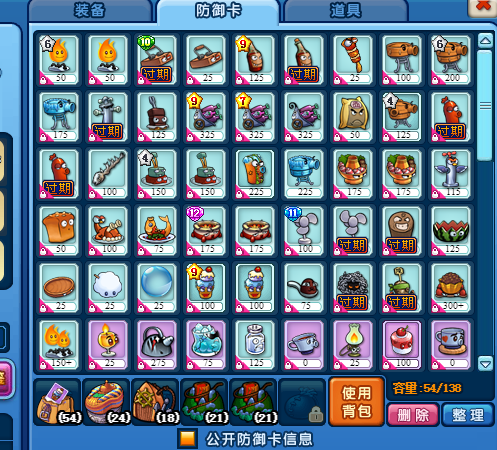 装备 防御卡 道具
6 50 50 10 过期 25 9 125 过期 25 100 6 200
175 过期 125 9 325 7 325 325 50 4 125 125
过期 100 4 150 150 225 225 175 175 115
50 100 75 12 175 175 11 100 过期 过期 125
25 25 25 9 100 100 125 过期 过期 300+
150+ 25 275 75 125 0 25 100 0
(54) (24) (18) (21) (21) 使用背包 容量:54/138
删除 整理
公开防御卡信息